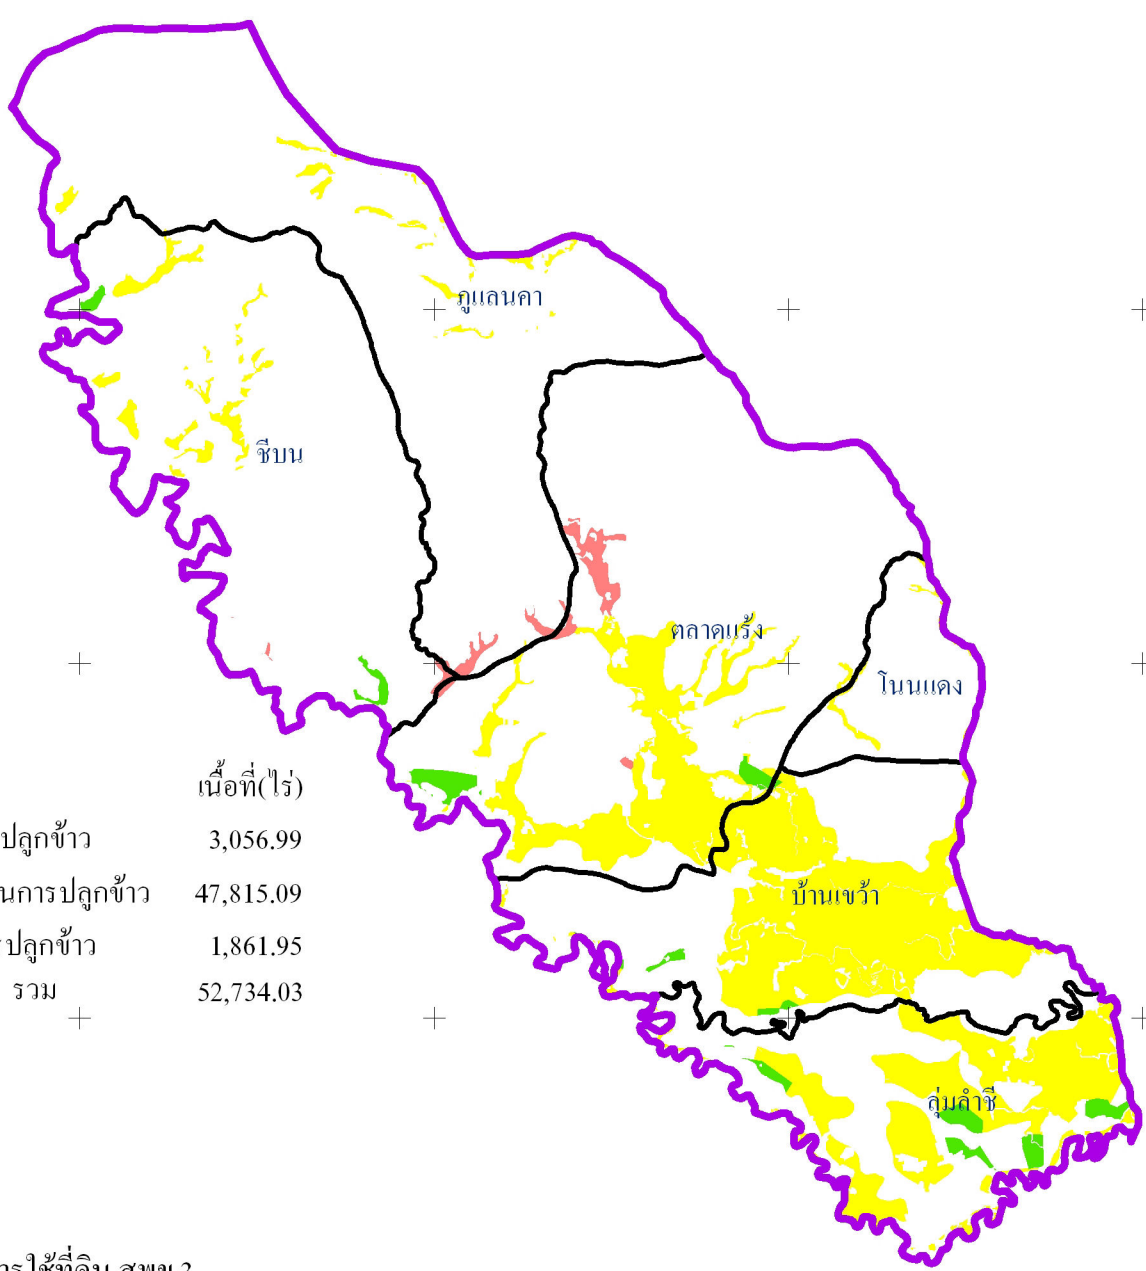 ภูแลนคา
ชีบน
ตลาดแร้ง
โนนแดง
เนื้อที่(ไร่)
ปลูกข้าว 3,056.99
นการปลูกข้าว 47,815.09
ปลูกข้าว 1,861.95
รวม 52,734.03
บ้านเขว้า
ลุ่มลำชี